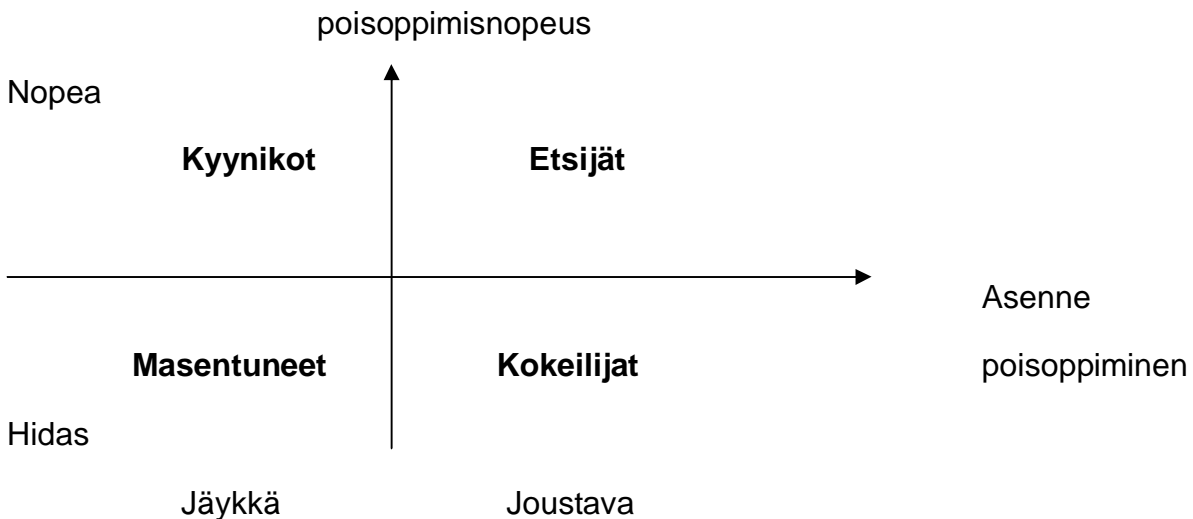 poisoppimisnopeus
Nopea
Kyynikot Etsijät
Asenne
Masentuneet Kokeilijat poisoppiminen
Hidas
Jäykkä Joustava